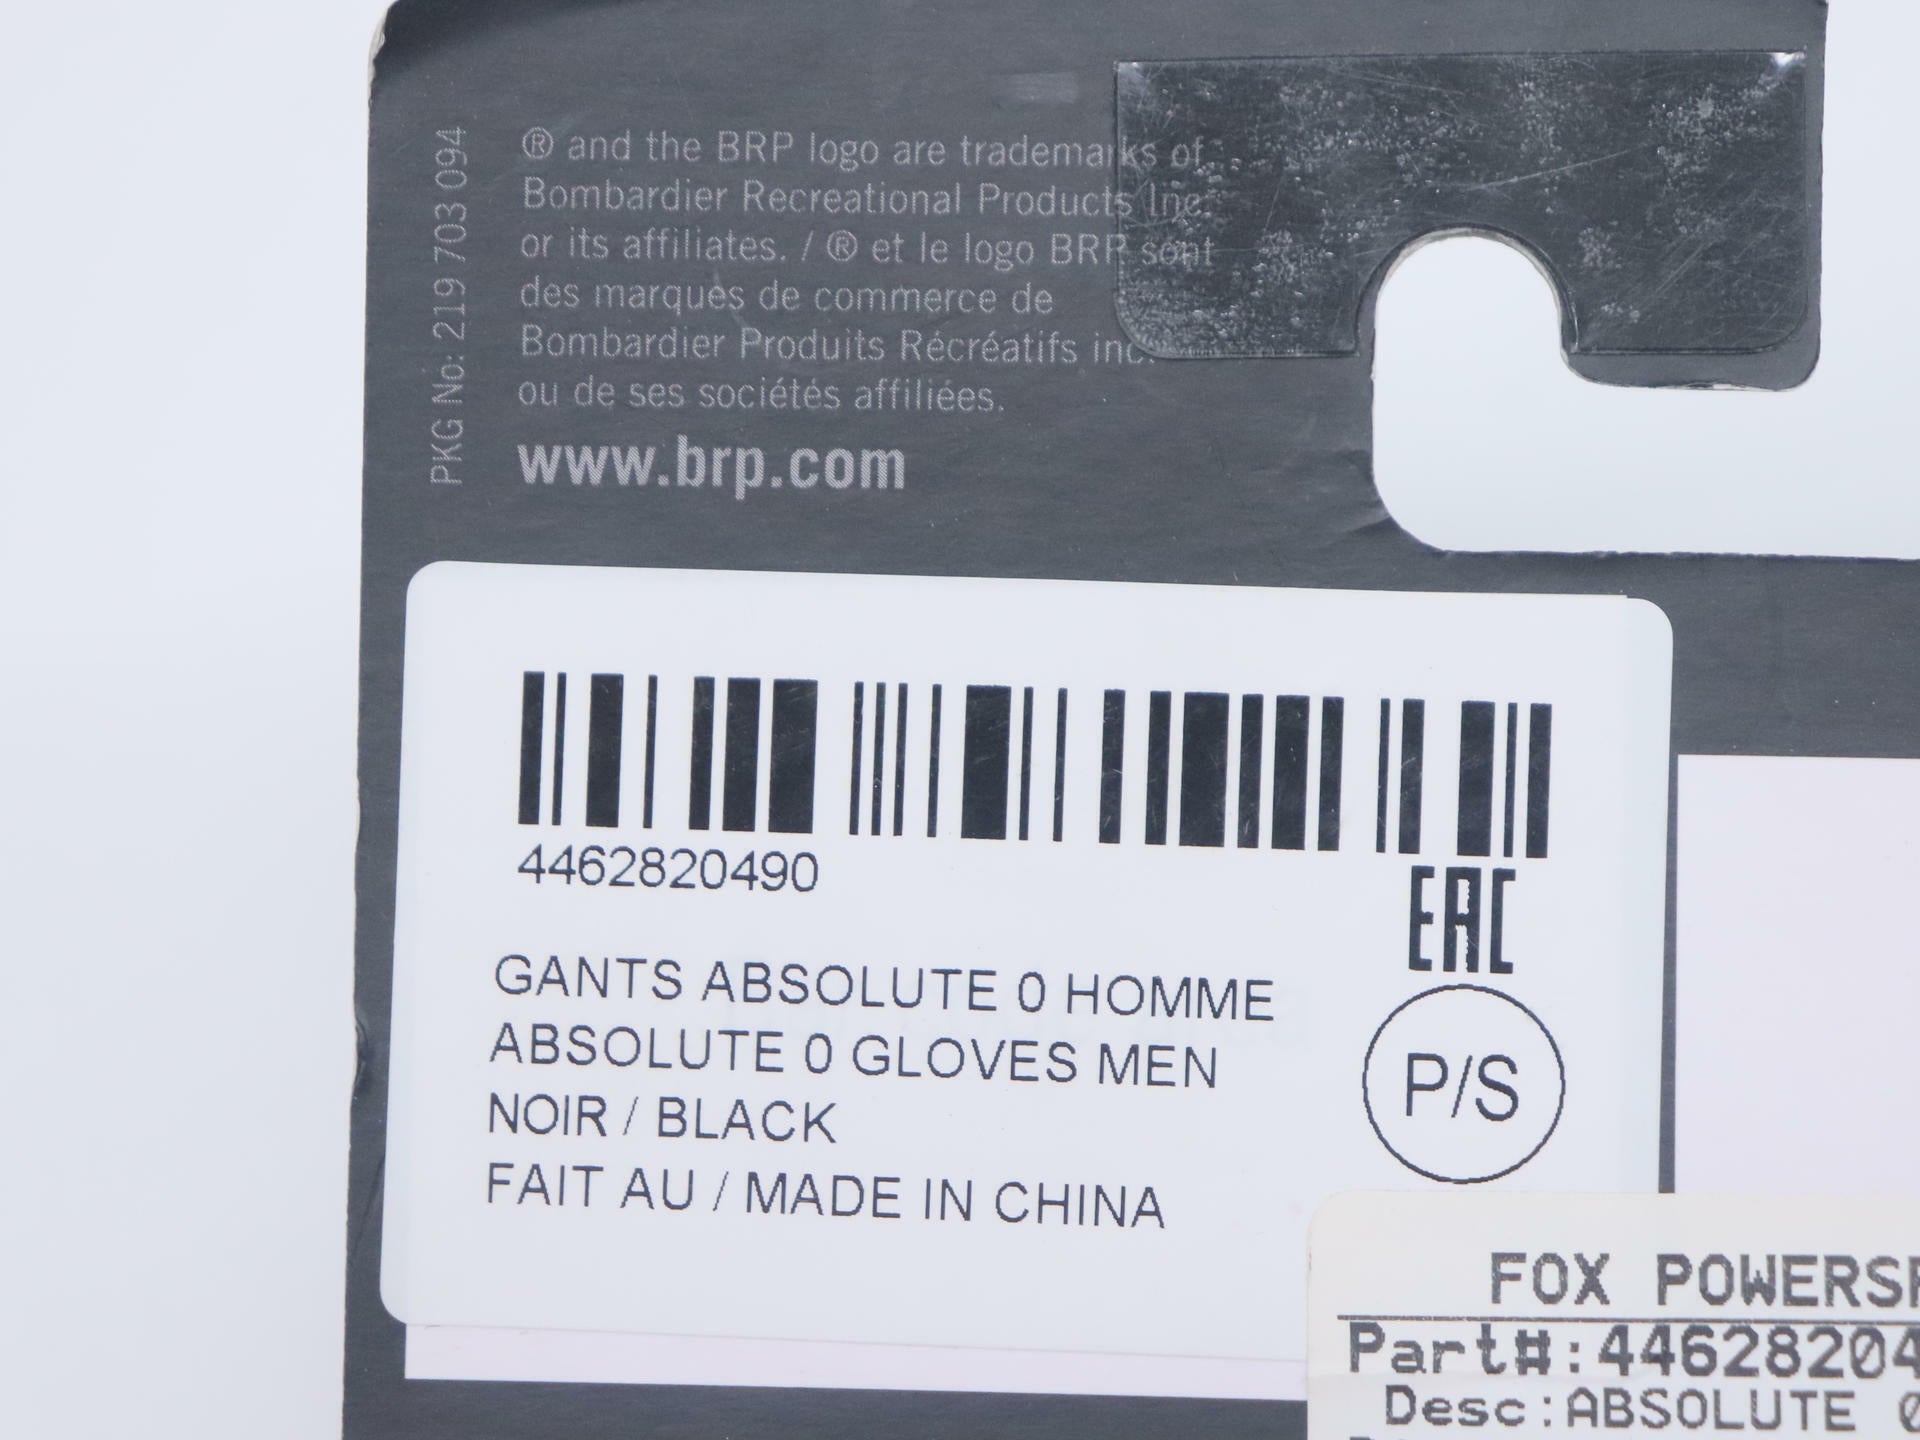 PKG No: 219 703 094
® and the BRP logo are trademarks of
Bombardier Recreational Products Inc.
or its affiliates. / ® et le logo BRP sont
des marques de commerce de
Bombardier Produits Récréatifs inc.
ou de ses sociétés affiliées.
www.brp.com
4462820490
EAC
GANTS ABSOLUTE 0 HOMME
ABSOLUTE 0 GLOVES MEN
NOIR / BLACK
FAIT AU / MADE IN CHINA
P/S
FOX
Part#:44628204
Desc:ABSOLUTE 0